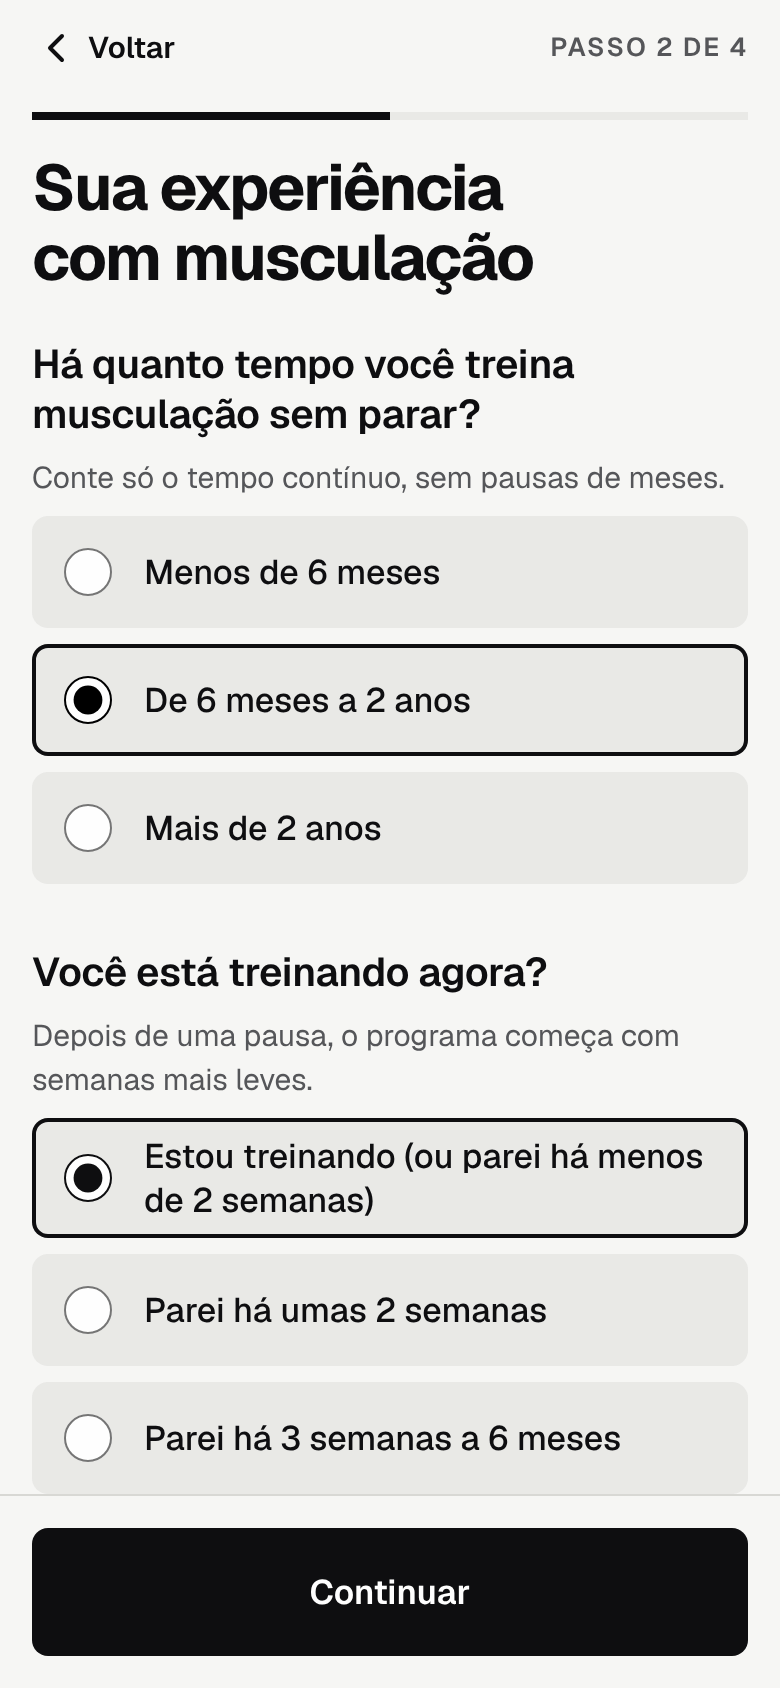 Voltar
PASSO 2 DE 4
Sua experiência
com musculação
Há quanto tempo você treina
musculação sem parar?
Conte só o tempo contínuo, sem pausas de meses.
Menos de 6 meses
De 6 meses a 2 anos
Mais de 2 anos
Você está treinando agora?
Depois de uma pausa, o programa começa com
semanas mais leves.
Estou treinando (ou parei há menos
de 2 semanas)
Parei há umas 2 semanas
Parei há 3 semanas a 6 meses
Continuar